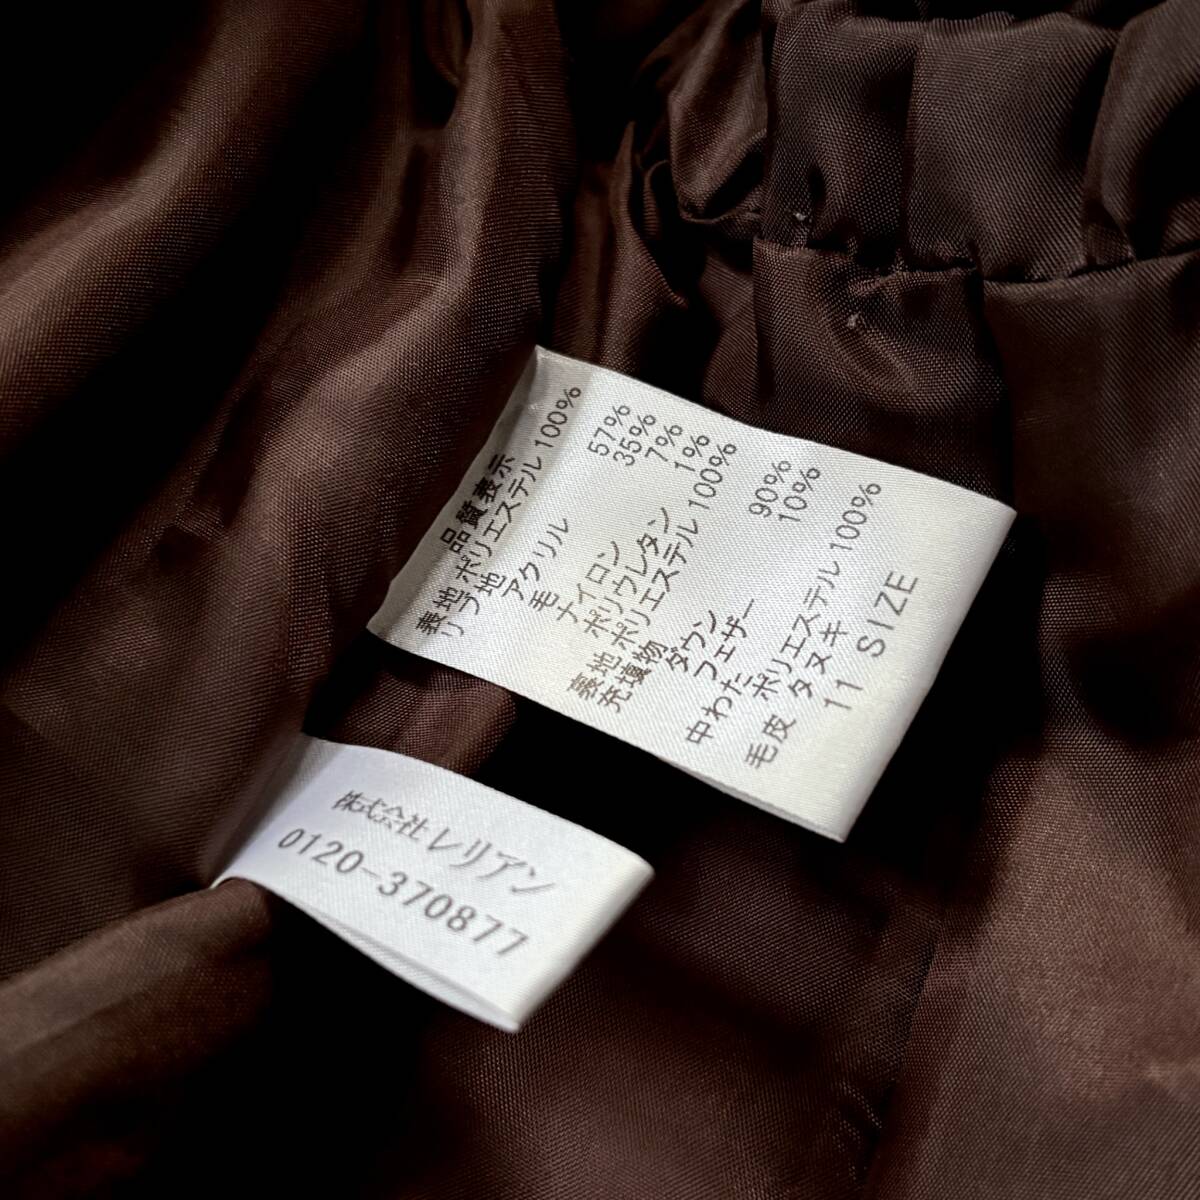 品質表示
表地ポリエステル 100%
リブ地アクリル 57%
毛 35%
ナイロン 7%
ポリウレタン 1%
裏地 ポリエステル 100%
充填物ダウン 90%
フェザー 10%
中わたポリエステル 100%
毛皮 タヌキ
11 SIZE
株式会社レリアン
0120-370877